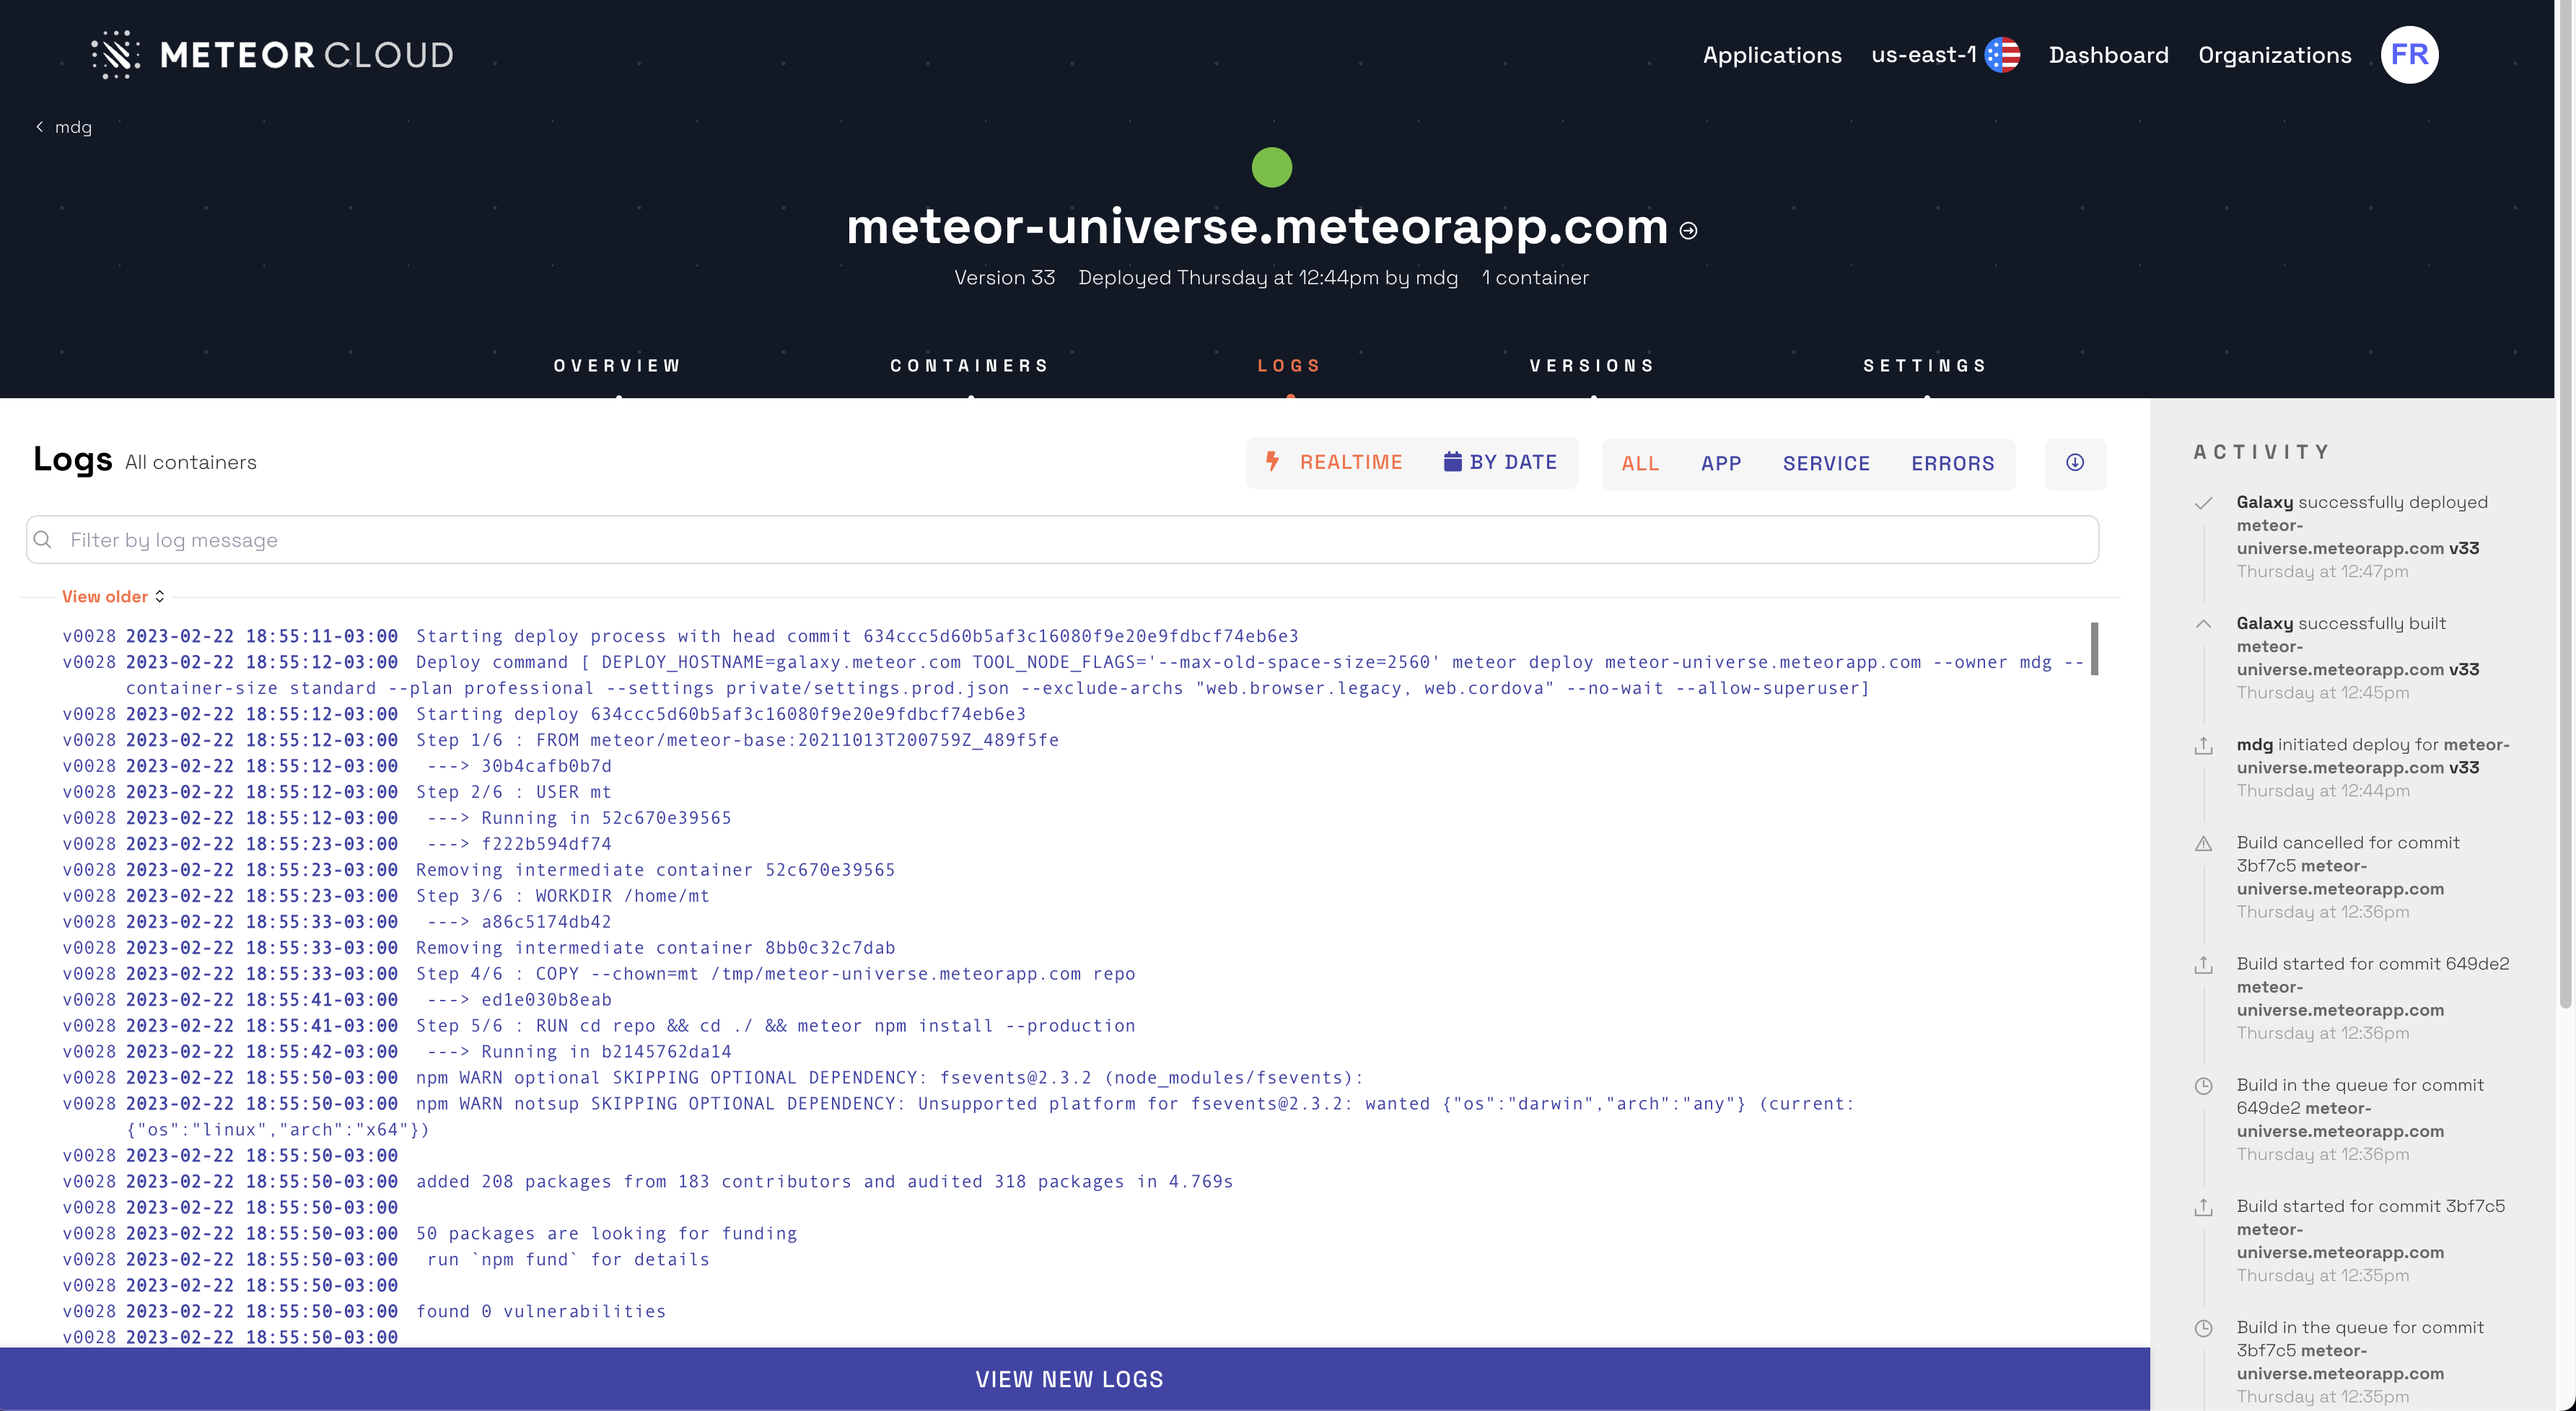 METEOR CLOUD
Applications us-east-1 Dashboard Organizations FR
mdg
meteor-universe.meteorapp.com
Version 33 Deployed Thursday at 12:44pm by mdg 1 container
OVERVIEW CONTAINERS LOGS VERSIONS SETTINGS
Logs All containers
REALTIME BY DATE ALL APP SERVICE ERRORS
Filter by log message
View older
v0028 2023-02-22 18:55:11-03:00 Starting deploy process with head commit 634ccc5d60b5af3c16080f9e20e9fdbcf74eb6e3
v0028 2023-02-22 18:55:12-03:00 Deploy command [ DEPLOY_HOSTNAME=galaxy.meteor.com TOOL_NODE_FLAGS='--max-old-space-size=2560' meteor deploy meteor-universe.meteorapp.com --owner mdg --
container-size standard --plan professional --settings private/settings.prod.json --exclude-archs "web.browser.legacy, web.cordova" --no-wait --allow-superuser]
v0028 2023-02-22 18:55:12-03:00 Starting deploy 634ccc5d60b5af3c16080f9e20e9fdbcf74eb6e3
v0028 2023-02-22 18:55:12-03:00 Step 1/6 : FROM meteor/meteor-base:20211013T200759Z_489f5fe
v0028 2023-02-22 18:55:12-03:00 ---> 30b4cafb0b7d
v0028 2023-02-22 18:55:12-03:00 Step 2/6 : USER mt
v0028 2023-02-22 18:55:12-03:00 ---> Running in 52c670e39565
v0028 2023-02-22 18:55:23-03:00 ---> f222b594df74
v0028 2023-02-22 18:55:23-03:00 Removing intermediate container 52c670e39565
v0028 2023-02-22 18:55:23-03:00 Step 3/6 : WORKDIR /home/mt
v0028 2023-02-22 18:55:33-03:00 ---> a86c5174db42
v0028 2023-02-22 18:55:33-03:00 Removing intermediate container 8bb0c32c7dab
v0028 2023-02-22 18:55:33-03:00 Step 4/6 : COPY --chown=mt /tmp/meteor-universe.meteorapp.com repo
v0028 2023-02-22 18:55:41-03:00 ---> ed1e030b8eab
v0028 2023-02-22 18:55:41-03:00 Step 5/6 : RUN cd repo && cd ./ && meteor npm install --production
v0028 2023-02-22 18:55:42-03:00 ---> Running in b2145762da14
v0028 2023-02-22 18:55:50-03:00 npm WARN optional SKIPPING OPTIONAL DEPENDENCY: fsevents@2.3.2 (node_modules/fsevents):
v0028 2023-02-22 18:55:50-03:00 npm WARN notsup SKIPPING OPTIONAL DEPENDENCY: Unsupported platform for fsevents@2.3.2: wanted {"os":"darwin","arch":"any"} (current:
{"os":"linux","arch":"x64"})
v0028 2023-02-22 18:55:50-03:00
v0028 2023-02-22 18:55:50-03:00 added 208 packages from 183 contributors and audited 318 packages in 4.769s
v0028 2023-02-22 18:55:50-03:00
v0028 2023-02-22 18:55:50-03:00 50 packages are looking for funding
v0028 2023-02-22 18:55:50-03:00 run `npm fund` for details
v0028 2023-02-22 18:55:50-03:00
v0028 2023-02-22 18:55:50-03:00 found 0 vulnerabilities
v0028 2023-02-22 18:55:50-03:00
VIEW NEW LOGS
ACTIVITY
Galaxy successfully deployed
meteor-
universe.meteorapp.com v33
Thursday at 12:47pm
Galaxy successfully built
meteor-
universe.meteorapp.com v33
Thursday at 12:45pm
mdg initiated deploy for meteor-
universe.meteorapp.com v33
Thursday at 12:44pm
Build cancelled for commit
3bf7c5 meteor-
universe.meteorapp.com
Thursday at 12:36pm
Build started for commit 649de2
meteor-
universe.meteorapp.com
Thursday at 12:36pm
Build in the queue for commit
649de2 meteor-
universe.meteorapp.com
Thursday at 12:36pm
Build started for commit 3bf7c5
meteor-
universe.meteorapp.com
Thursday at 12:35pm
Build in the queue for commit
3bf7c5 meteor-
universe.meteorapp.com
Thursday at 12:35pm